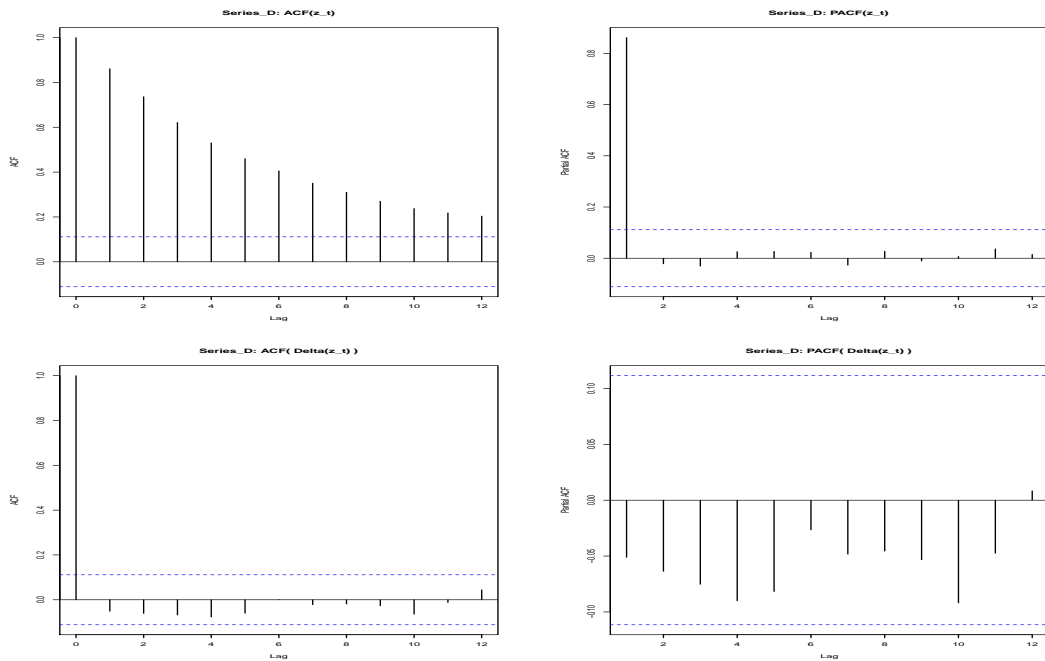 Series_D: ACF(z_t)
ACF
0.0 0.2 0.4 0.6 0.8 1.0
0 2 4 6 8 10 12
Lag
Series_D: PACF(z_t)
Partial ACF
0.0 0.2 0.4 0.6 0.8
2 4 6 8 10 12
Lag
Series_D: ACF( Delta(z_t) )
ACF
0.0 0.2 0.4 0.6 0.8 1.0
0 2 4 6 8 10 12
Lag
Series_D: PACF( Delta(z_t) )
Partial ACF
-0.10 -0.05 0.00 0.05 0.10
2 4 6 8 10 12
Lag